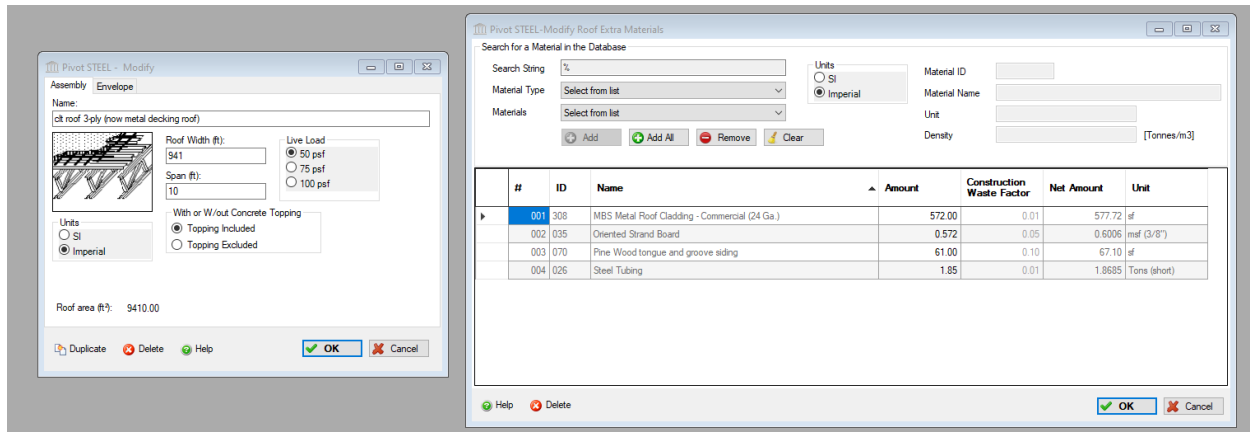 Pivot STEEL - Modify
Assembly Envelope
Name:
clt roof 3-ply (now metal decking roof)
Roof Width (ft):
941
Span (ft):
10
Live Load
50 psf
75 psf
100 psf
Units
SI
Imperial
With or W/out Concrete Topping
Topping Included
Topping Excluded
Roof area (ft²): 9410.00
Duplicate Delete Help OK Cancel
Pivot STEEL-Modify Roof Extra Materials
Search for a Material in the Database
Search String %
Material Type Select from list
Materials Select from list
Units
SI
Imperial
Material ID
Material Name
Unit
Density [Tonnes/m3]
Add Add All Remove Clear
# ID Name Amount Construction Waste Factor Net Amount Unit
001 308 MBS Metal Roof Cladding - Commercial (24 Ga.) 572.00 0.01 577.72 sf
002 035 Oriented Strand Board 0.572 0.05 0.6006 msf (3/8")
003 070 Pine Wood tongue and groove siding 61.00 0.10 67.10 sf
004 026 Steel Tubing 1.85 0.01 1.8685 Tons (short)
Help Delete OK Cancel